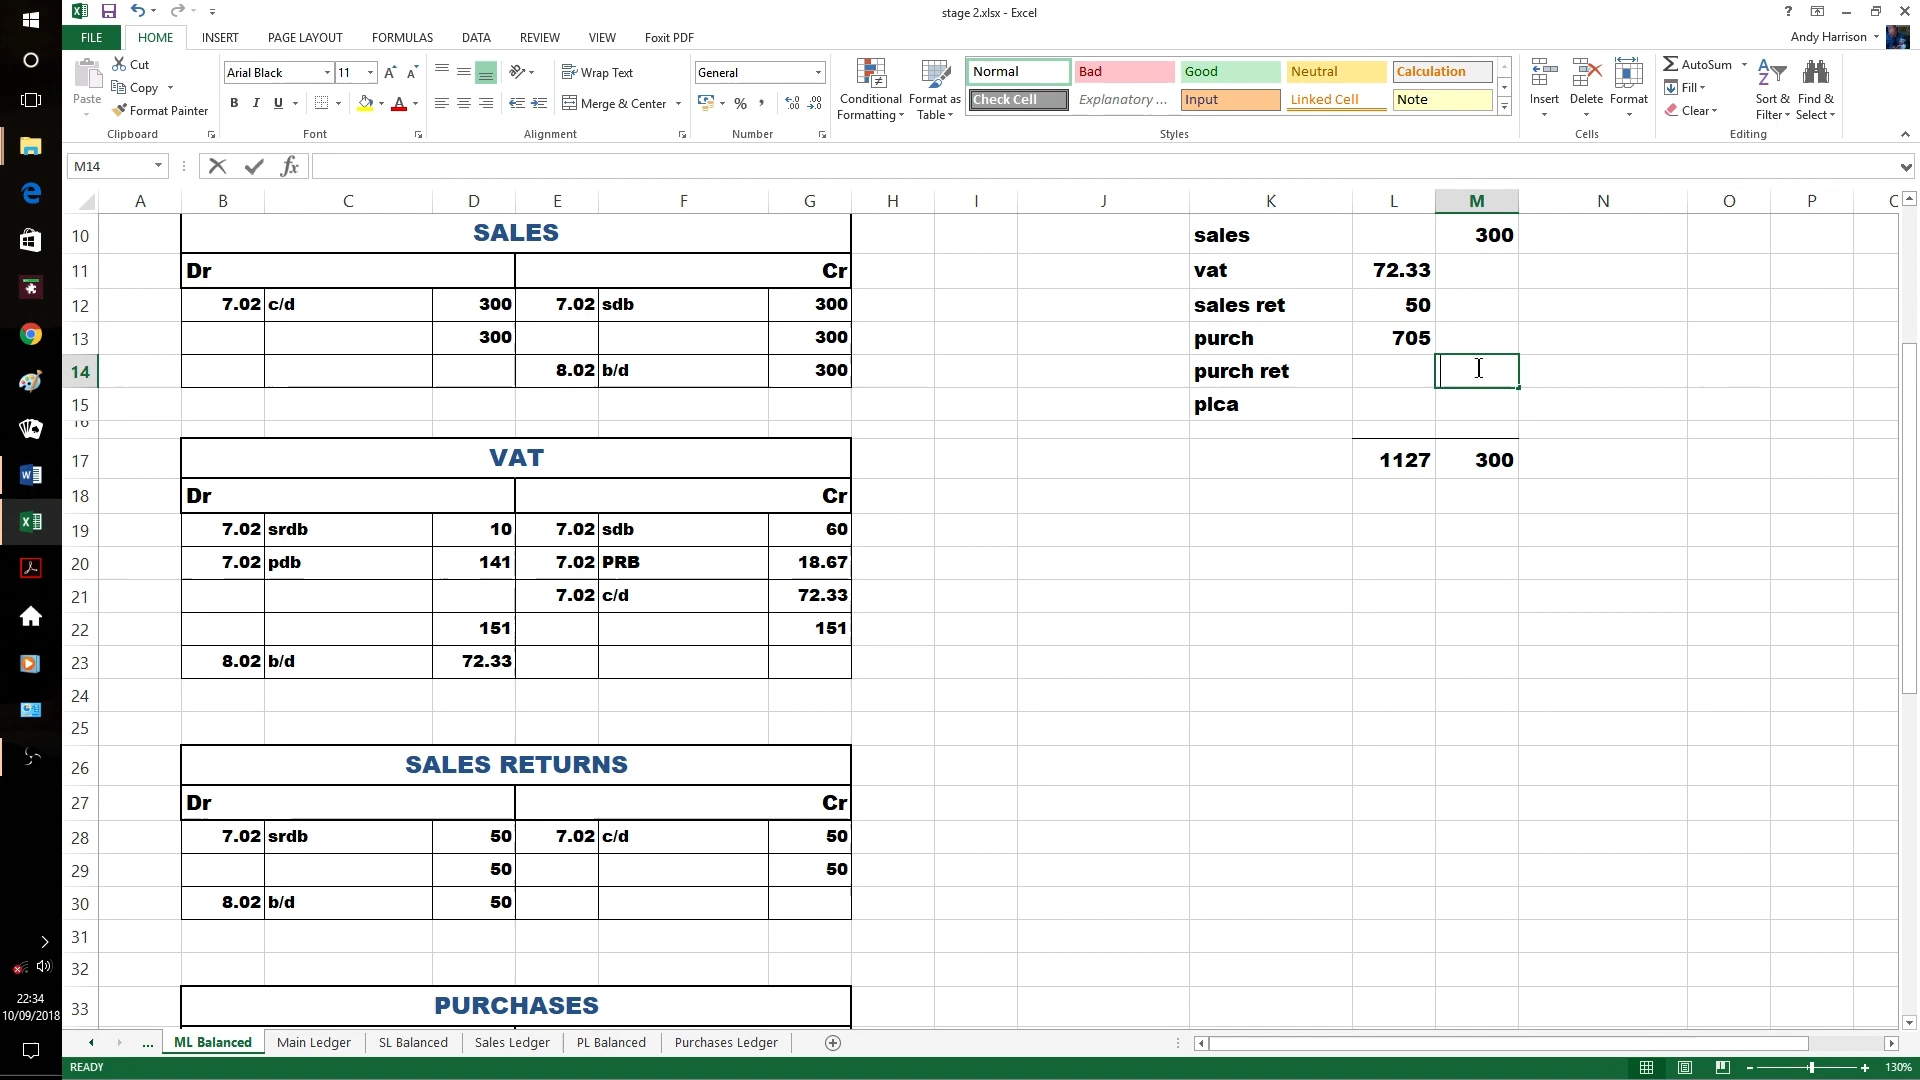 stage 2.xlsx - Excel
FILE HOME INSERT PAGE LAYOUT FORMULAS DATA REVIEW VIEW Foxit PDF Andy Harrison
Paste
Cut
Copy
Format Painter
Clipboard
Arial Black 11
B I U
Font
Wrap Text
Merge & Center
Alignment
General
%
Number
Conditional Formatting
Format as Table
Normal Bad Good Neutral Calculation
Check Cell Explanatory ... Input Linked Cell Note
Styles
Insert Delete Format
Cells
AutoSum
Fill
Clear
Sort & Filter
Find & Select
Editing
M14 fx
A B C D E F G H I J K L M N O P
10 SALES sales 300
11 Dr Cr vat 72.33
12 7.02 c/d 300 7.02 sdb 300 sales ret 50
13 300 300 purch 705
14 8.02 b/d 300 purch ret
15 plca
16
17 VAT 1127 300
18 Dr Cr
19 7.02 srdb 10 7.02 sdb 60
20 7.02 pdb 141 7.02 PRB 18.67
21 7.02 c/d 72.33
22 151 151
23 8.02 b/d 72.33
24
25
26 SALES RETURNS
27 Dr Cr
28 7.02 srdb 50 7.02 c/d 50
29 50 50
30 8.02 b/d 50
31
32
33 PURCHASES
... ML Balanced Main Ledger SL Balanced Sales Ledger PL Balanced Purchases Ledger
READY 130%
22:34
10/09/2018